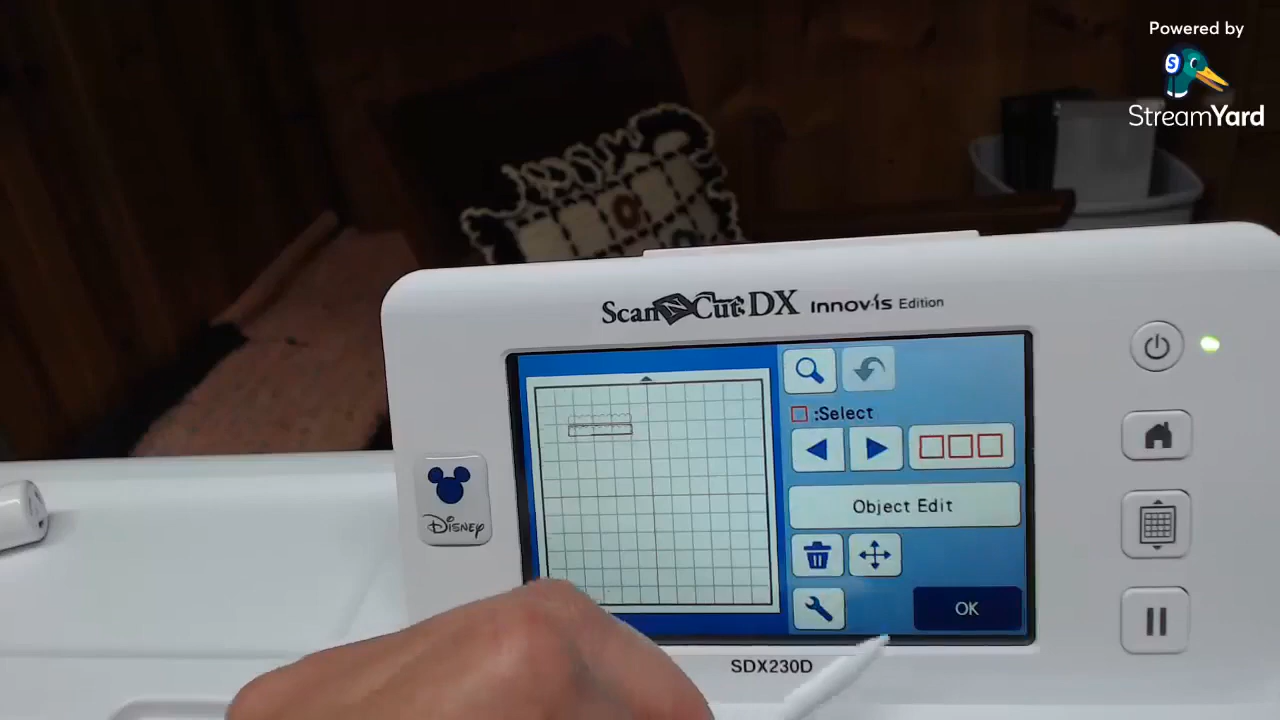 Powered by
S
StreamYard
ScanNCut DX Innov-is Edition
:Select
Object Edit
OK
Disney
SDX230D